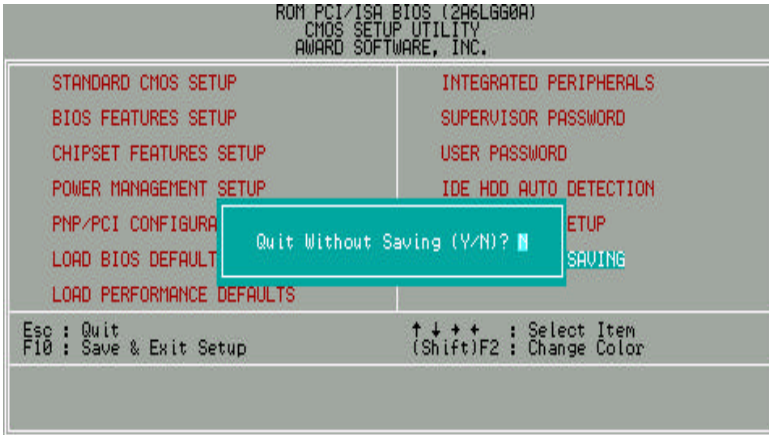 ROM PCI/ISA BIOS (2A6LGG0A)
CMOS SETUP UTILITY
AWARD SOFTWARE, INC.
STANDARD CMOS SETUP
BIOS FEATURES SETUP
CHIPSET FEATURES SETUP
POWER MANAGEMENT SETUP
PNP/PCI CONFIGURA
LOAD BIOS DEFAULT
LOAD PERFORMANCE DEFAULTS
INTEGRATED PERIPHERALS
SUPERVISOR PASSWORD
USER PASSWORD
IDE HDD AUTO DETECTION
ETUP
SAVING
Quit Without Saving (Y/N)? N
Esc : Quit
F10 : Save & Exit Setup
↑ ↓ → ← : Select Item
(Shift)F2 : Change Color